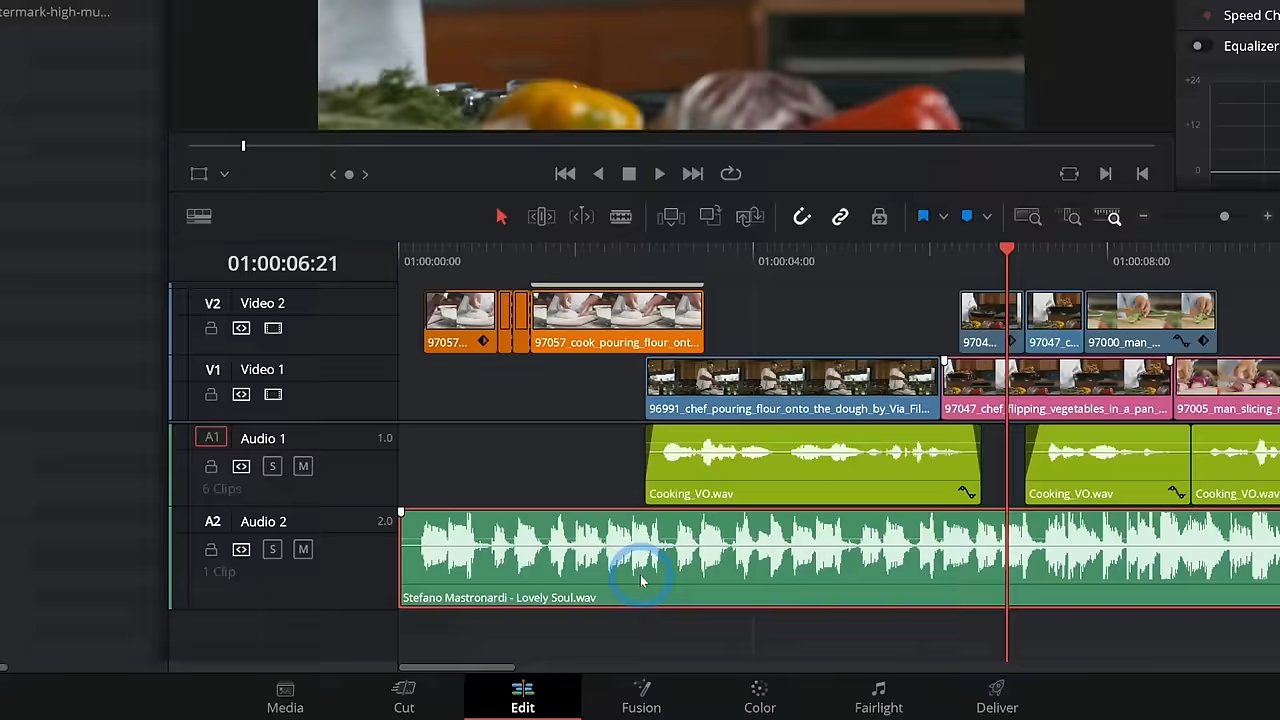 termark-high-mu...
Speed Ch
Equalizer
+24
+12
0
01:00:06:21
01:00:00:00
01:00:04:00
01:00:08:00
V2 Video 2
97057...
97057_cook_pouring_flour_ont...
9704...
97047_c...
97000_man_...
V1 Video 1
96991_chef_pouring_flour_onto_the_dough_by_Via_Fil...
97047_chef_flipping_vegetables_in_a_pan_...
97005_man_slicing_r
A1 Audio 1 1.0
S M
6 Clips
Cooking_VO.wav
Cooking_VO.wav
Cooking_VO.wav
A2 Audio 2 2.0
S M
1 Clip
Stefano Mastronardi - Lovely Soul.wav
Media
Cut
Edit
Fusion
Color
Fairlight
Deliver